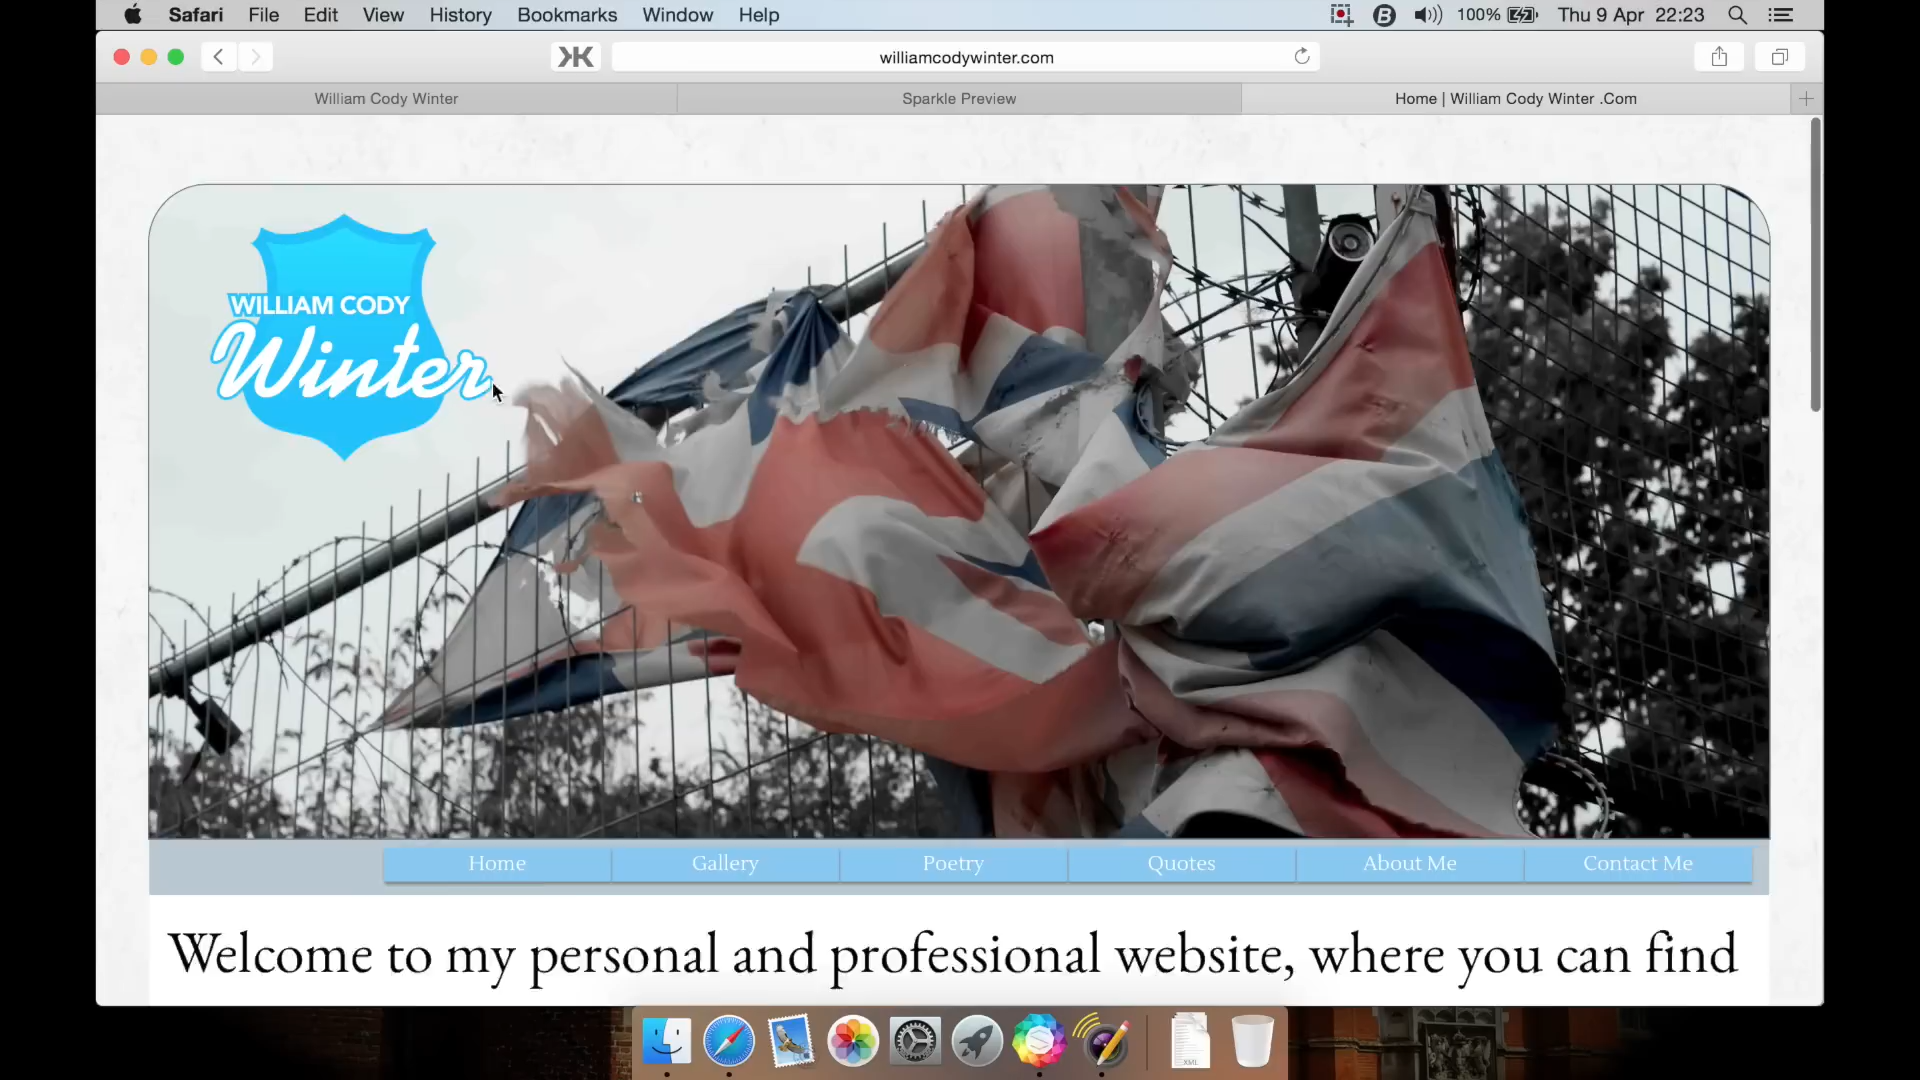 Safari File Edit View History Bookmarks Window Help 100% Thu 9 Apr 22:23
williamcodywinter.com
William Cody Winter Sparkle Preview Home | William Cody Winter .Com
WILLIAM CODY
Winter
Home Gallery Poetry Quotes About Me Contact Me
Welcome to my personal and professional website, where you can find
XML